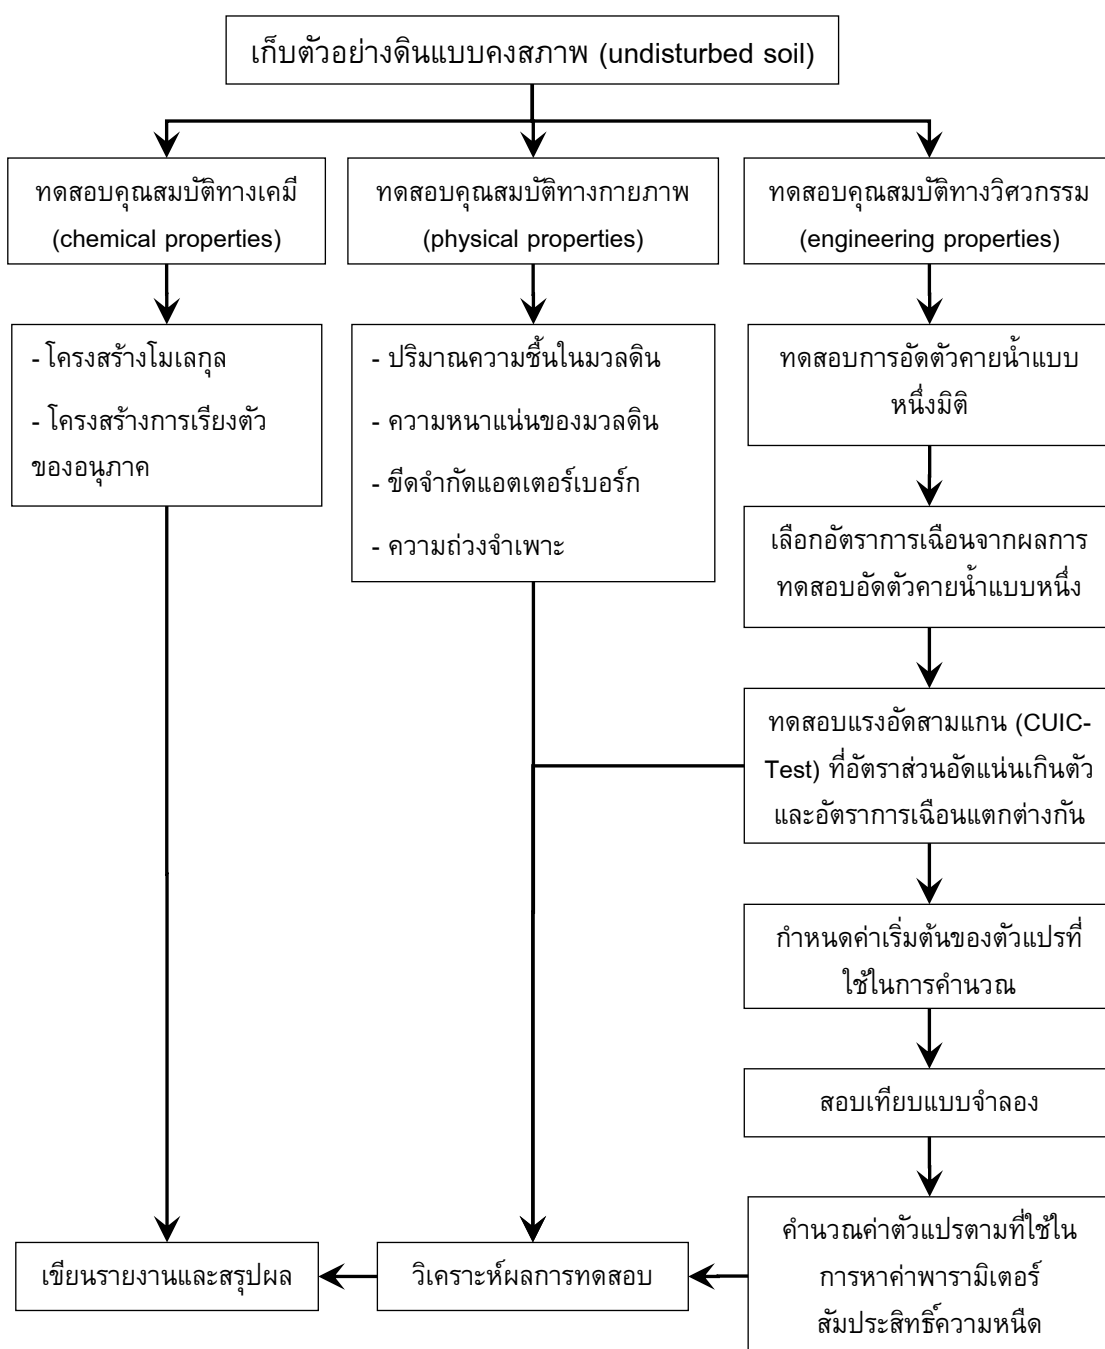 เก็บตัวอย่างดินแบบคงสภาพ (undisturbed soil)
ทดสอบคุณสมบัติทางเคมี
(chemical properties)
ทดสอบคุณสมบัติทางกายภาพ
(physical properties)
ทดสอบคุณสมบัติทางวิศวกรรม
(engineering properties)
- โครงสร้างโมเลกุล
- โครงสร้างการเรียงตัว
ของอนุภาค
- ปริมาณความชื้นในมวลดิน
- ความหนาแน่นของมวลดิน
- ขีดจำกัดแอตเตอร์เบอร์ก
- ความถ่วงจำเพาะ
ทดสอบการอัดตัวคายน้ำแบบ
หนึ่งมิติ
เลือกอัตราการเฉือนจากผลการ
ทดสอบอัดตัวคายน้ำแบบหนึ่ง
ทดสอบแรงอัดสามแกน (CUIC-
Test) ที่อัตราส่วนอัดแน่นเกินตัว
และอัตราการเฉือนแตกต่างกัน
กำหนดค่าเริ่มต้นของตัวแปรที่
ใช้ในการคำนวณ
สอบเทียบแบบจำลอง
คำนวณค่าตัวแปรตามที่ใช้ใน
การหาค่าพารามิเตอร์
สัมประสิทธิ์ความหนืด
วิเคราะห์ผลการทดสอบ
เขียนรายงานและสรุปผล